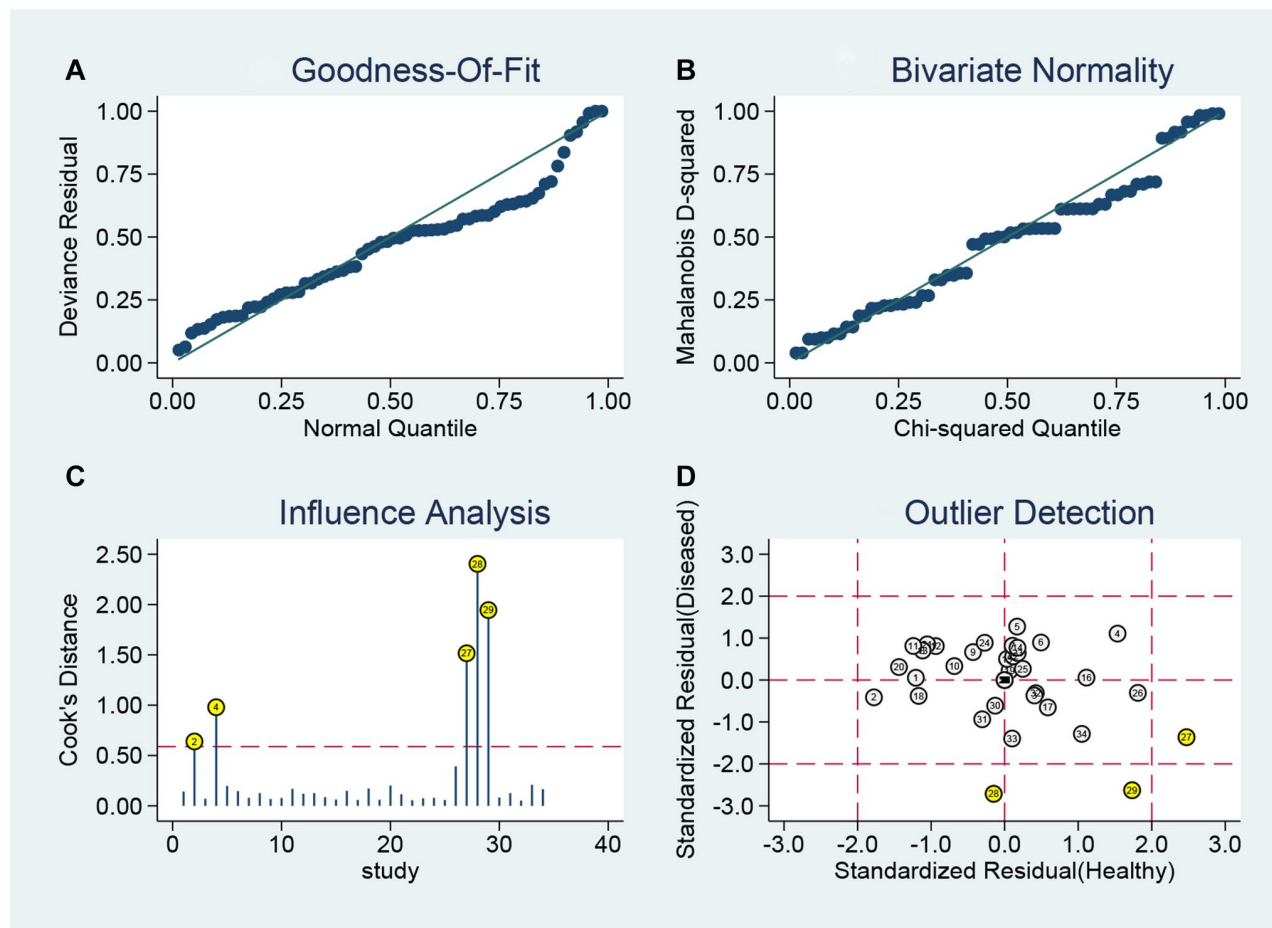 A
Goodness-Of-Fit
Deviance Residual
1.00
0.75
0.50
0.25
0.00
0.00 0.25 0.50 0.75 1.00
Normal Quantile
B
Bivariate Normality
Mahalanobis D-squared
1.00
0.75
0.50
0.25
0.00
0.00 0.25 0.50 0.75 1.00
Chi-squared Quantile
C
Influence Analysis
Cook's Distance
2.50
2.00
1.50
1.00
0.50
0.00
28
29
27
4
2
0 10 20 30 40
study
D
Outlier Detection
Standardized Residual(Diseased)
3.0
2.0
1.0
0.0
-1.0
-2.0
-3.0
5
4
6
24
11
14
9
20
10
25
1
16
2
18
26
30
17
31
33
34
27
28
29
-3.0 -2.0 -1.0 0.0 1.0 2.0 3.0
Standardized Residual(Healthy)